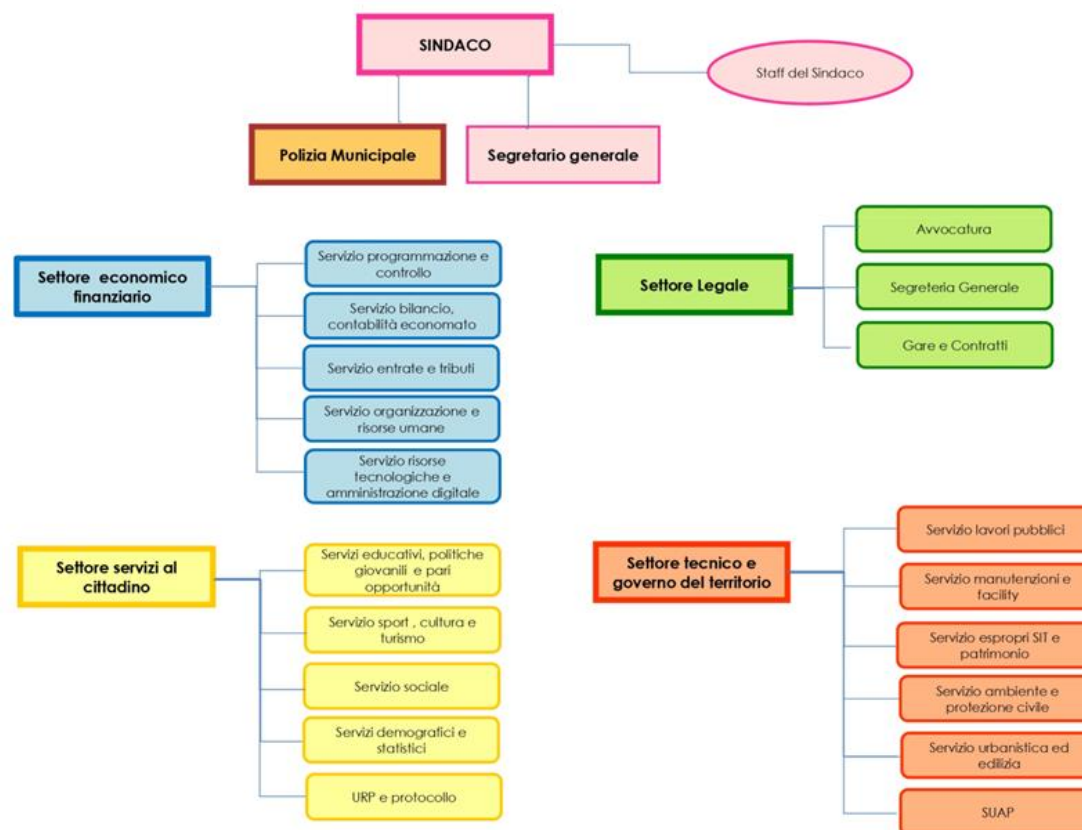 SINDACO
Staff del Sindaco
Polizia Municipale
Segretario generale
Settore economico
finanziario
Servizio programmazione e
controllo
Servizio bilancio,
contabilità economato
Servizio entrate e tributi
Servizio organizzazione e
risorse umane
Servizio risorse
tecnologiche e
amministrazione digitale
Settore Legale
Avvocatura
Segreteria Generale
Gare e Contratti
Settore servizi al
cittadino
Servizi educativi, politiche
giovanili e pari
opportunità
Servizio sport , cultura e
turismo
Servizio sociale
Servizi demografici e
statistici
URP e protocollo
Settore tecnico e
governo del territorio
Servizio lavori pubblici
Servizio manutenzioni e
facility
Servizio espropri SIT e
patrimonio
Servizio ambiente e
protezione civile
Servizio urbanistica ed
edilizia
SUAP